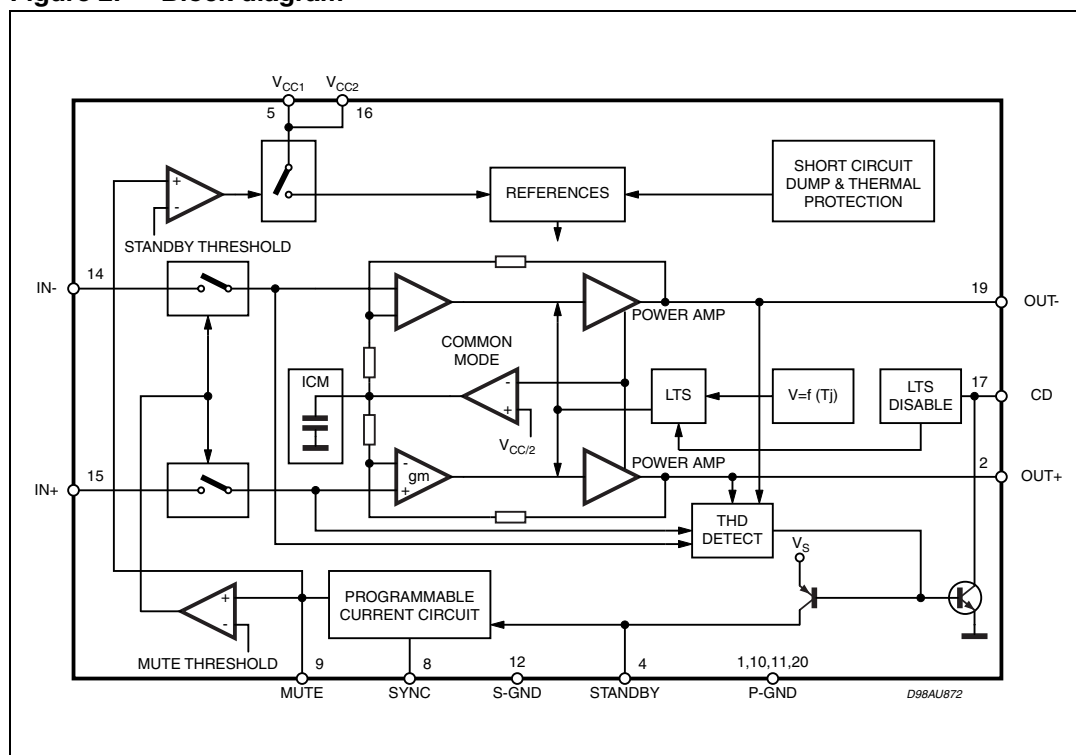 Figure 2. Block diagram
VCC1 VCC2
5 16
SHORT CIRCUIT
DUMP & THERMAL
PROTECTION
REFERENCES
+
-
STANDBY THRESHOLD
IN- 14
19 OUT-
POWER AMP
COMMON
MODE
ICM
-
+
VCC/2
LTS
V=f (Tj)
LTS
DISABLE
17 CD
IN+ 15
-
gm
+
POWER AMP
2 OUT+
THD
DETECT
VS
PROGRAMMABLE
CURRENT CIRCUIT
+
-
MUTE THRESHOLD
9 8 12 4 1,10,11,20
MUTE SYNC S-GND STANDBY P-GND
D98AU872